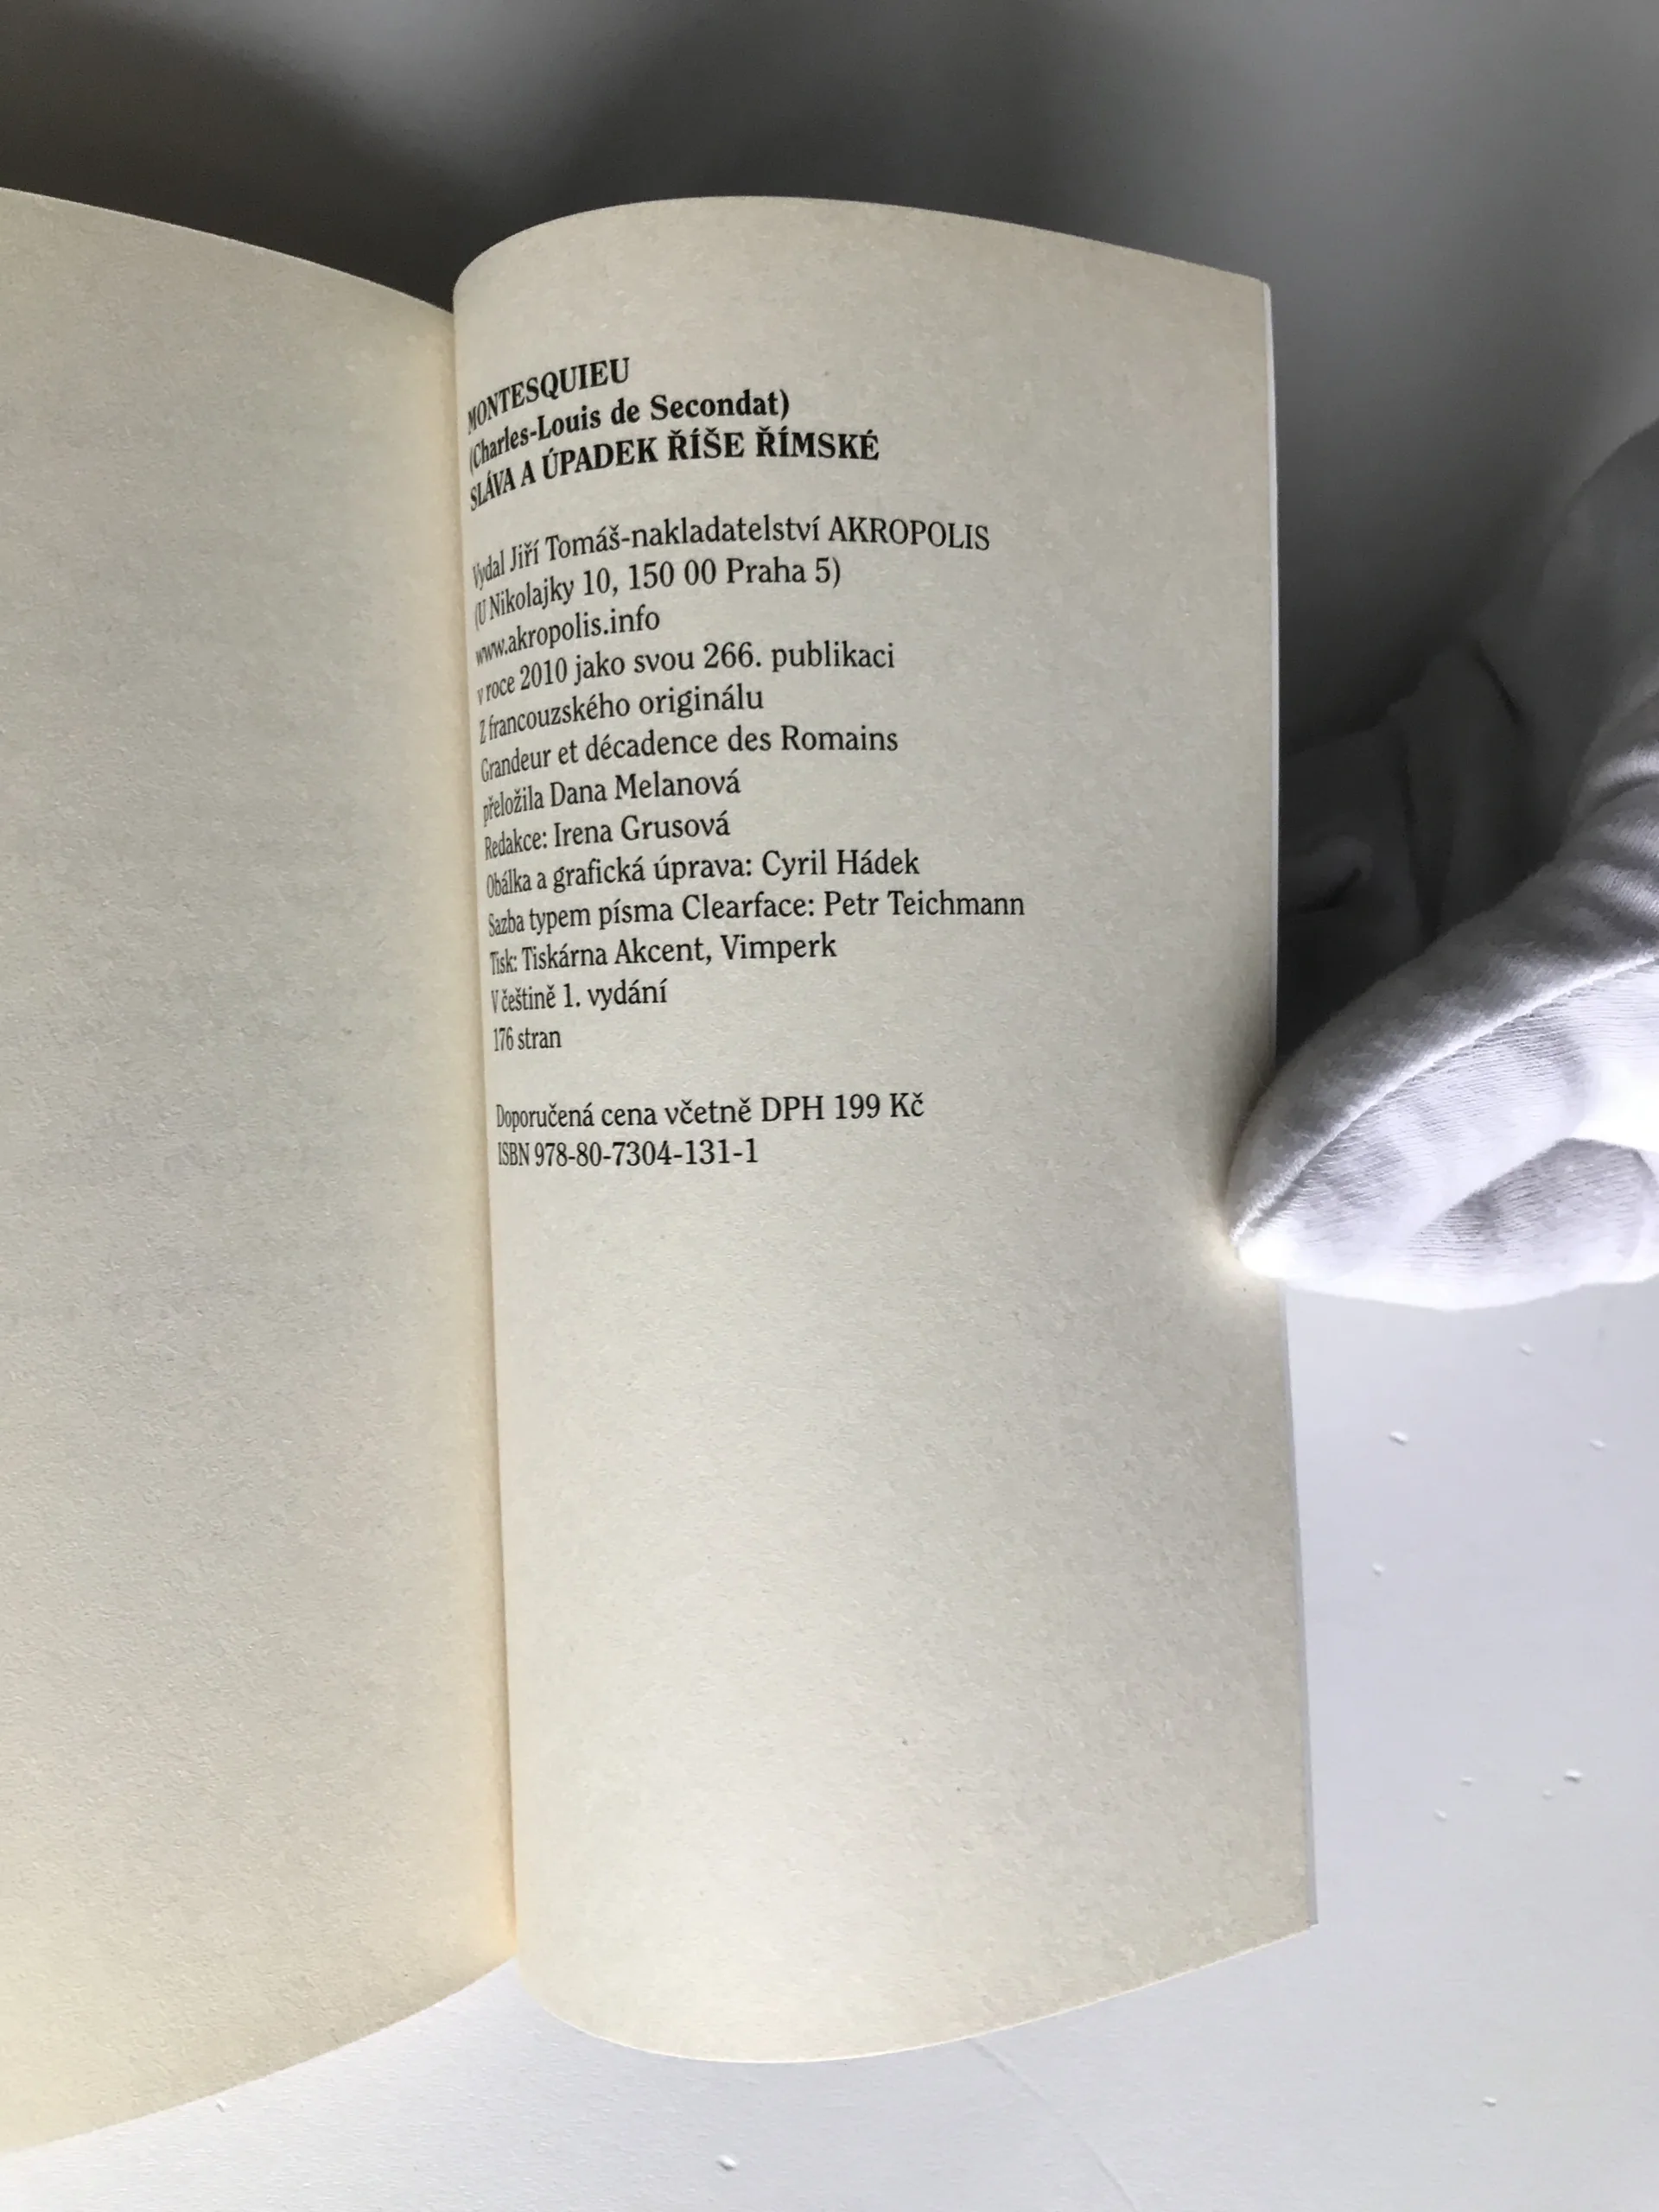 MONTESQUIEU
(Charles-Louis de Secondat)
SLÁVA A ÚPADEK ŘÍŠE ŘÍMSKÉ
Vydal Jiří Tomáš-nakladatelství AKROPOLIS
(U Nikolajky 10, 150 00 Praha 5)
www.akropolis.info
v roce 2010 jako svou 266. publikaci
Z francouzského originálu
Grandeur et décadence des Romains
přeložila Dana Melanová
Redakce: Irena Grusová
Obálka a grafická úprava: Cyril Hádek
Sazba typem písma Clearface: Petr Teichmann
Tisk: Tiskárna Akcent, Vimperk
V češtině 1. vydání
176 stran
Doporučená cena včetně DPH 199 Kč
ISBN 978-80-7304-131-1